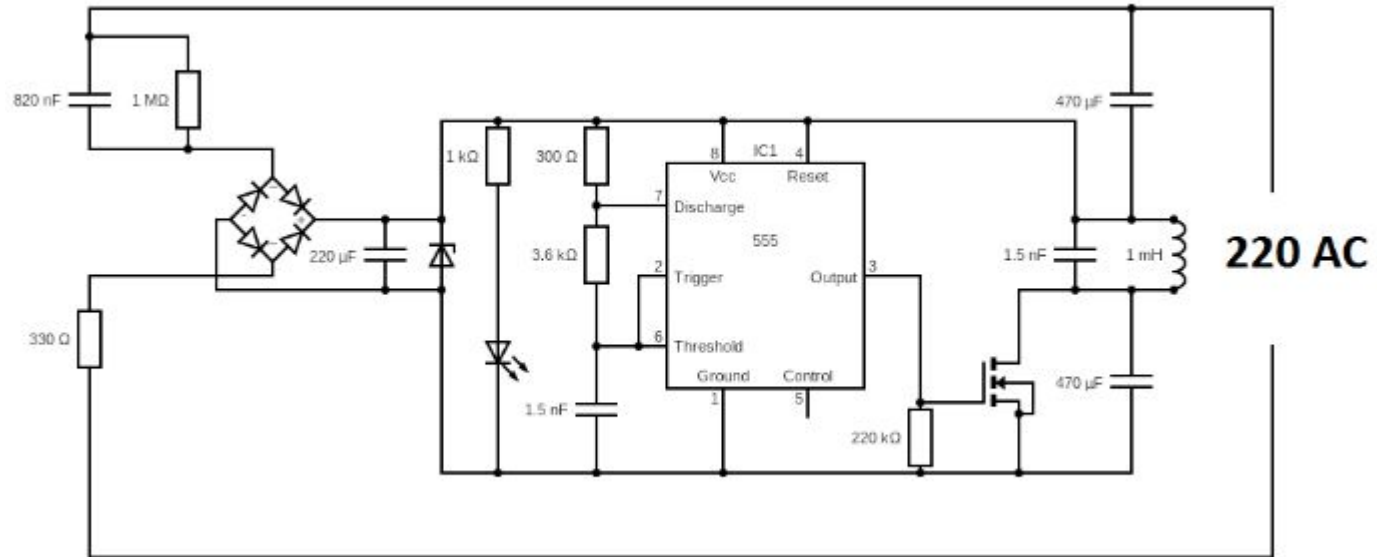 820 nF
1 MΩ
470 µF
1 kΩ
300 Ω
8
IC1
4
Vcc
Reset
7
Discharge
220 µF
3.6 kΩ
555
1.5 nF
1 mH
220 AC
2
Trigger
Output
3
330 Ω
6
Threshold
Ground
Control
1
5
1.5 nF
470 µF
220 kΩ